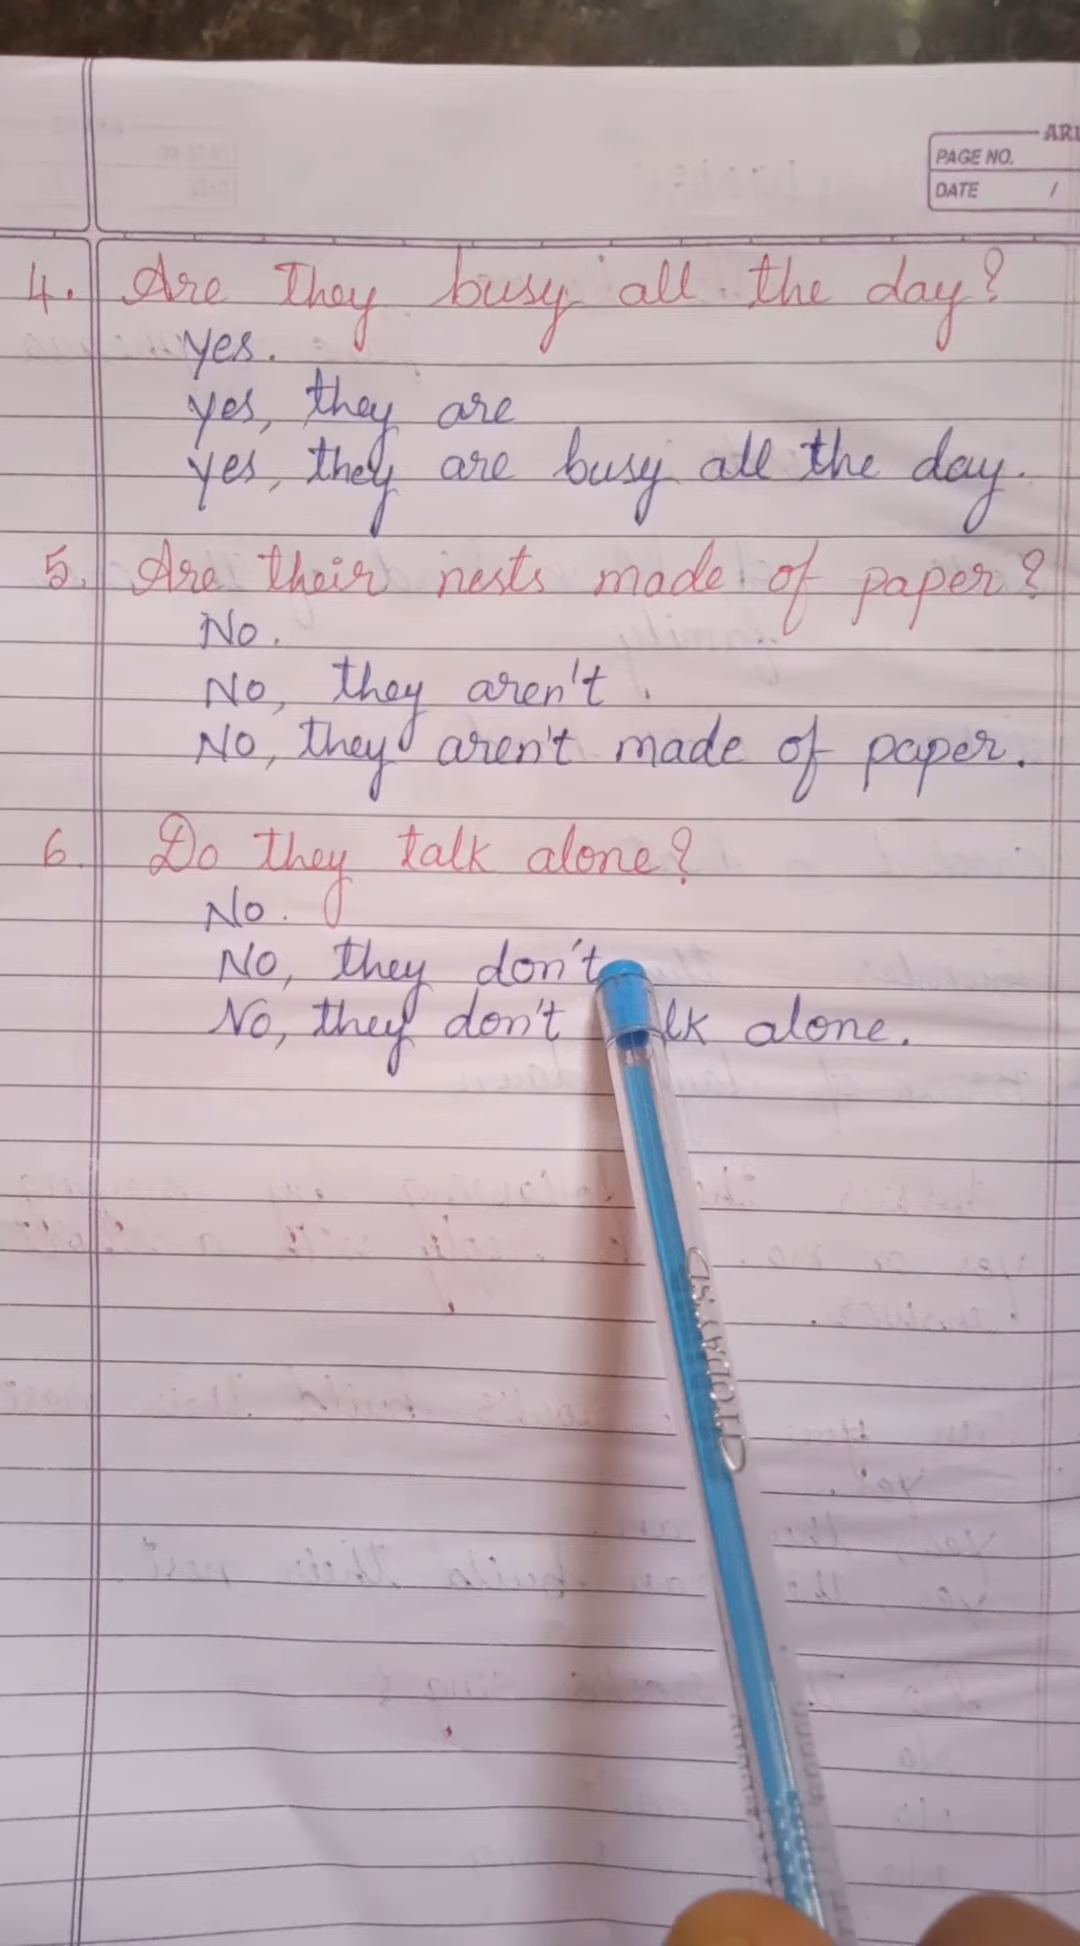 ARI
PAGE NO.
DATE /
4. Are They busy all the day?
yes.
yes, they are
yes, they are busy all the day.
5. Are their nests made of paper?
No.
No, they aren't.
No, they aren't made of paper.
6. Do they talk alone?
No.
No, they don't
No, they don't lk alone.